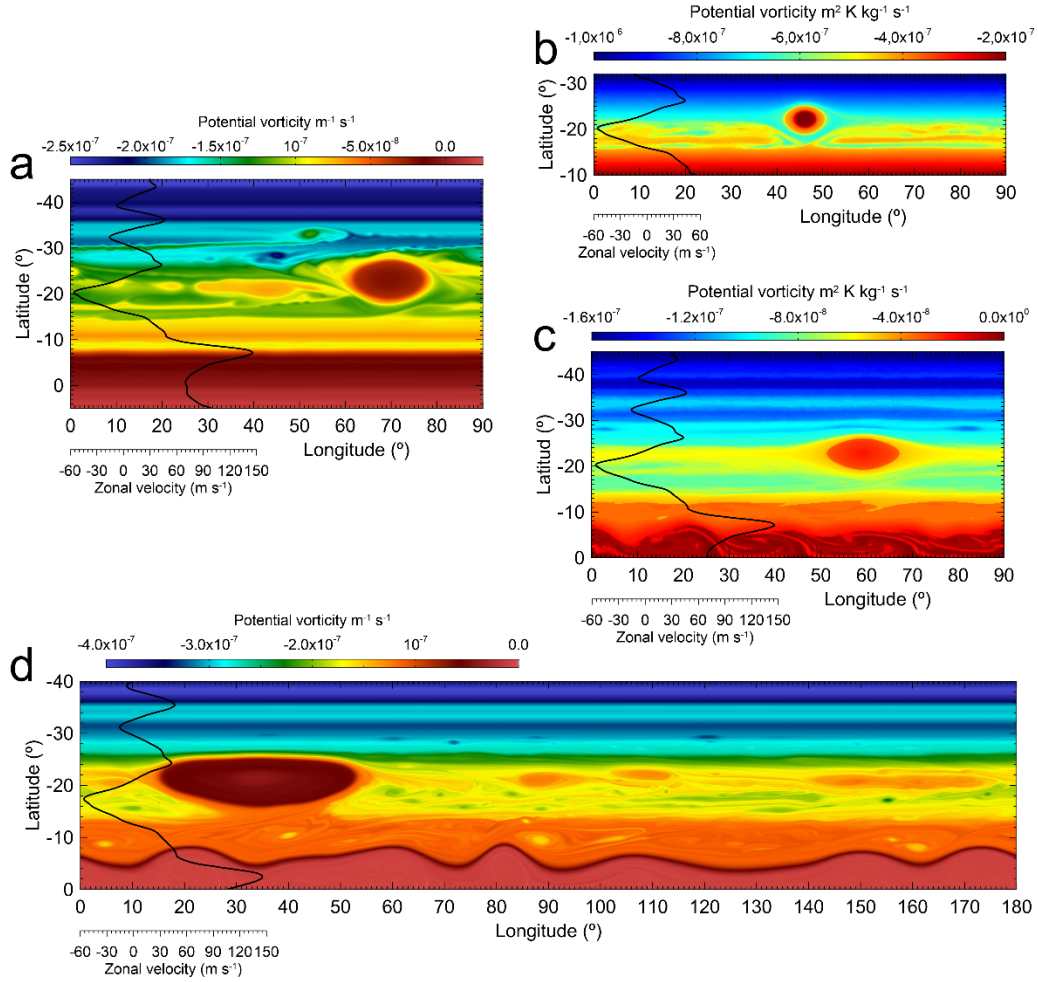 a
Potential vorticity m-1 s-1
-2.5x10-7 -2.0x10-7 -1.5x10-7 10-7 -5.0x10-8 0.0
Latitude (º)
-40
-30
-20
-10
0
0 10 20 30 40 50 60 70 80 90
Longitude (º)
-60 -30 0 30 60 90 120 150
Zonal velocity (m s-1)
b
Potential vorticity m2 K kg-1 s-1
-1,0x10 6 -8,0x10-7 -6,0x10-7 -4,0x10-7 -2,0x10-7
Latitude (º)
-30
-20
-10
0 10 20 30 40 50 60 70 80 90
Longitude (º)
-60 -30 0 30 60
Zonal velocity (m s-1)
c
Potential vorticity m2 K kg-1 s-1
-1.6x10-7 -1.2x10-7 -8.0x10-8 -4.0x10-8 0.0x100
Latitud (º)
-40
-30
-20
-10
0
0 10 20 30 40 50 60 70 80 90
Longitude (º)
-60 -30 0 30 60 90 120 150
Zonal velocity (m s-1)
d
Potential vorticity m-1 s-1
-4.0x10-7 -3.0x10-7 -2.0x10-7 10-7 0.0
Latitude (º)
-40
-30
-20
-10
0
0 10 20 30 40 50 60 70 80 90 100 110 120 130 140 150 160 170 180
Longitude (º)
-60 -30 0 30 60 90 120 150
Zonal velocity (m s-1)